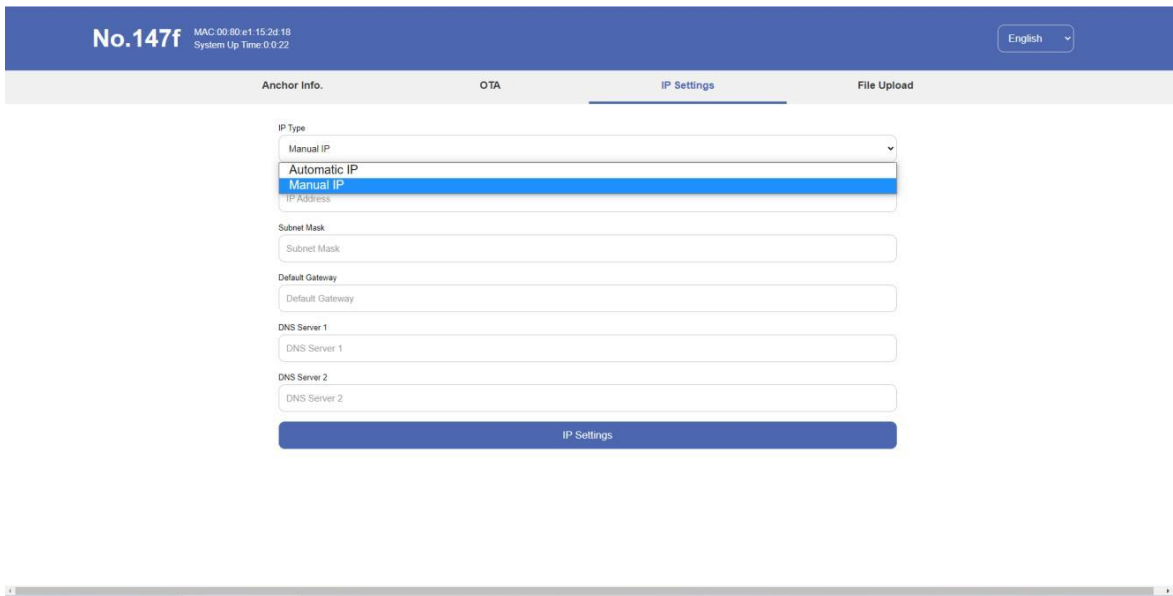 No.147f
MAC:00:80:e1:15:2d:18
System Up Time:0:0:22
English
Anchor Info.
OTA
IP Settings
File Upload
IP Type
Manual IP
Automatic IP
Manual IP
IP Address
Subnet Mask
Subnet Mask
Default Gateway
Default Gateway
DNS Server 1
DNS Server 1
DNS Server 2
DNS Server 2
IP Settings